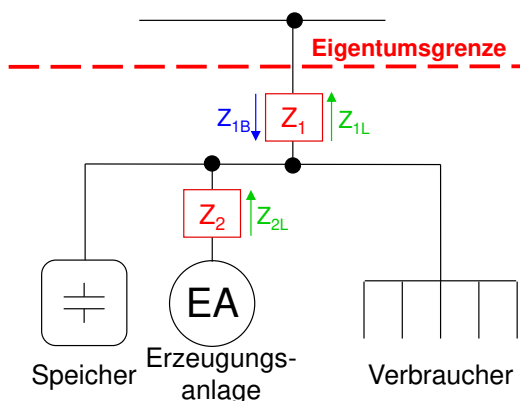 Eigentumsgrenze
Z1B
Z1
Z1L
Z2
Z2L
EA
Speicher
Erzeugungs-
anlage
Verbraucher